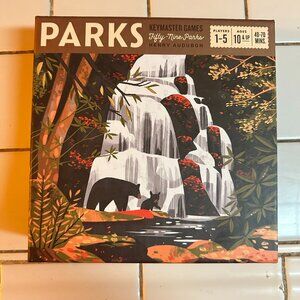 PARKS
KEYMASTER GAMES
Fifty-Nine Parks
HENRY AUDUBON
PLAYERS
1-5
AGES
10 & UP
40-70
MINS